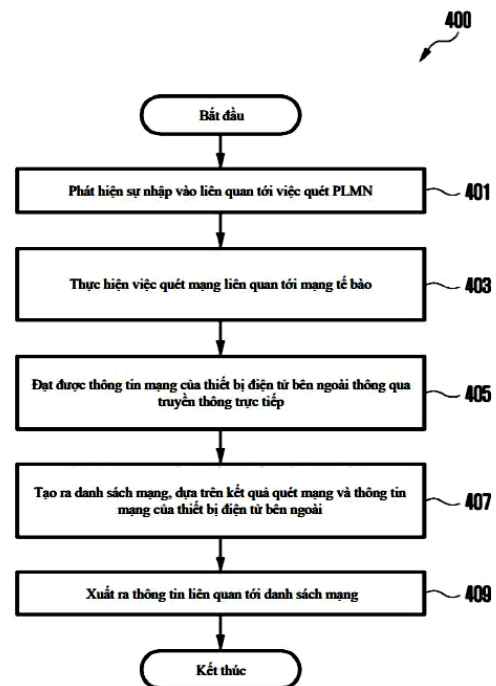 400
Bắt đầu
Phát hiện sự nhập vào liên quan tới việc quét PLMN
401
Thực hiện việc quét mạng liên quan tới mạng tế bào
403
Đạt được thông tin mạng của thiết bị điện tử bên ngoài thông qua
truyền thông trực tiếp
405
Tạo ra danh sách mạng, dựa trên kết quả quét mạng và thông tin
mạng của thiết bị điện tử bên ngoài
407
Xuất ra thông tin liên quan tới danh sách mạng
409
Kết thúc